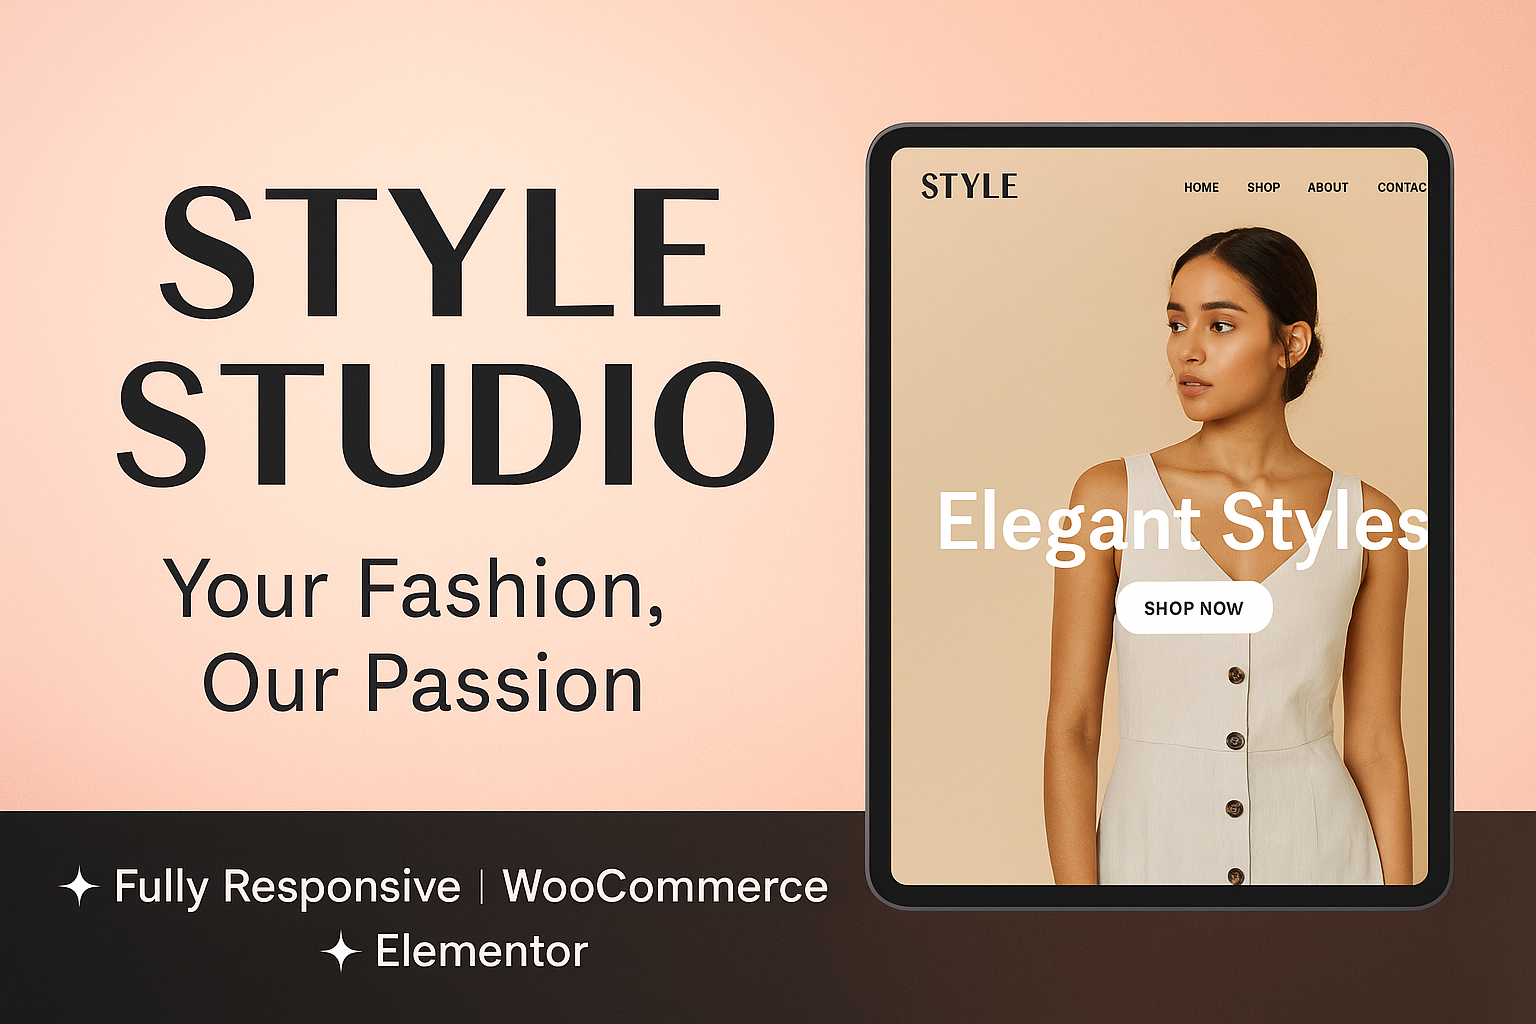 STYLE
STUDIO
Your Fashion,
Our Passion
Fully Responsive | WooCommerce
Elementor
STYLE
HOME SHOP ABOUT CONTAC
Elegant Styles
SHOP NOW